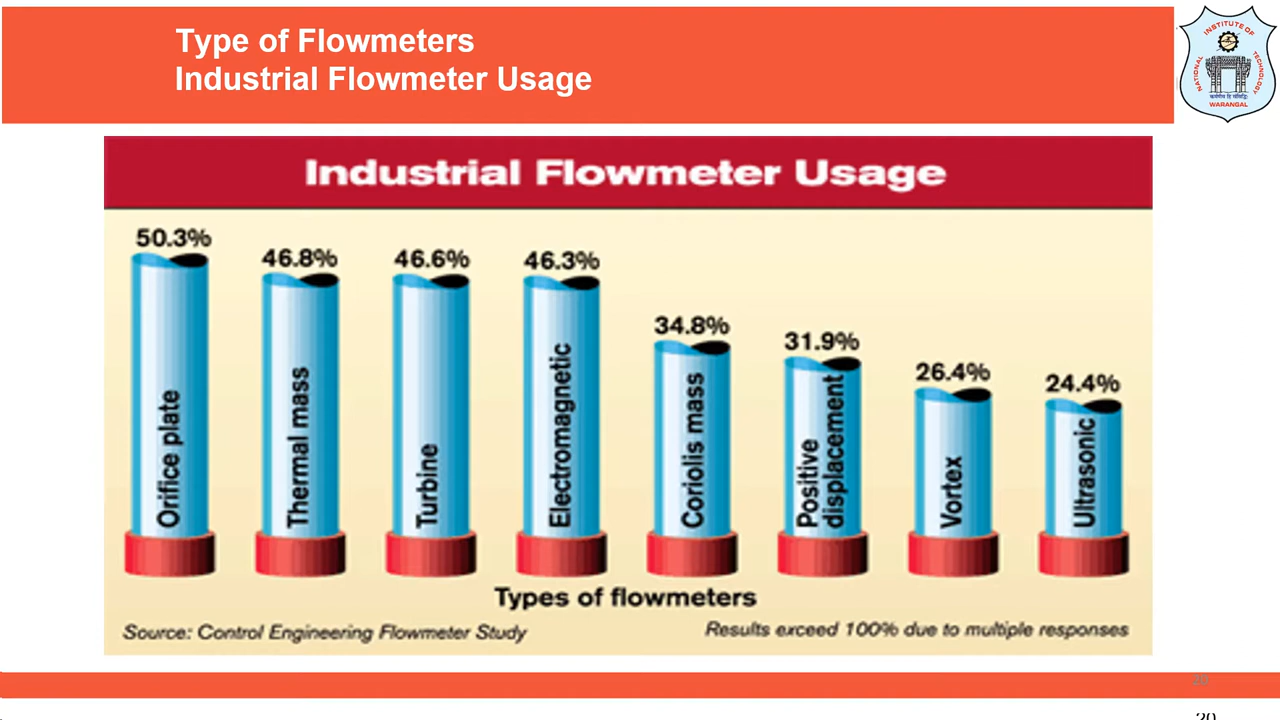 Type of Flowmeters
Industrial Flowmeter Usage
NATIONAL INSTITUTE OF TECHNOLOGY
WARANGAL
Industrial Flowmeter Usage
50.3%
46.8%
46.6%
46.3%
34.8%
31.9%
26.4%
24.4%
Orifice plate
Thermal mass
Turbine
Electromagnetic
Coriolis mass
Positive
displacement
Vortex
Ultrasonic
Types of flowmeters
Source: Control Engineering Flowmeter Study
Results exceed 100% due to multiple responses